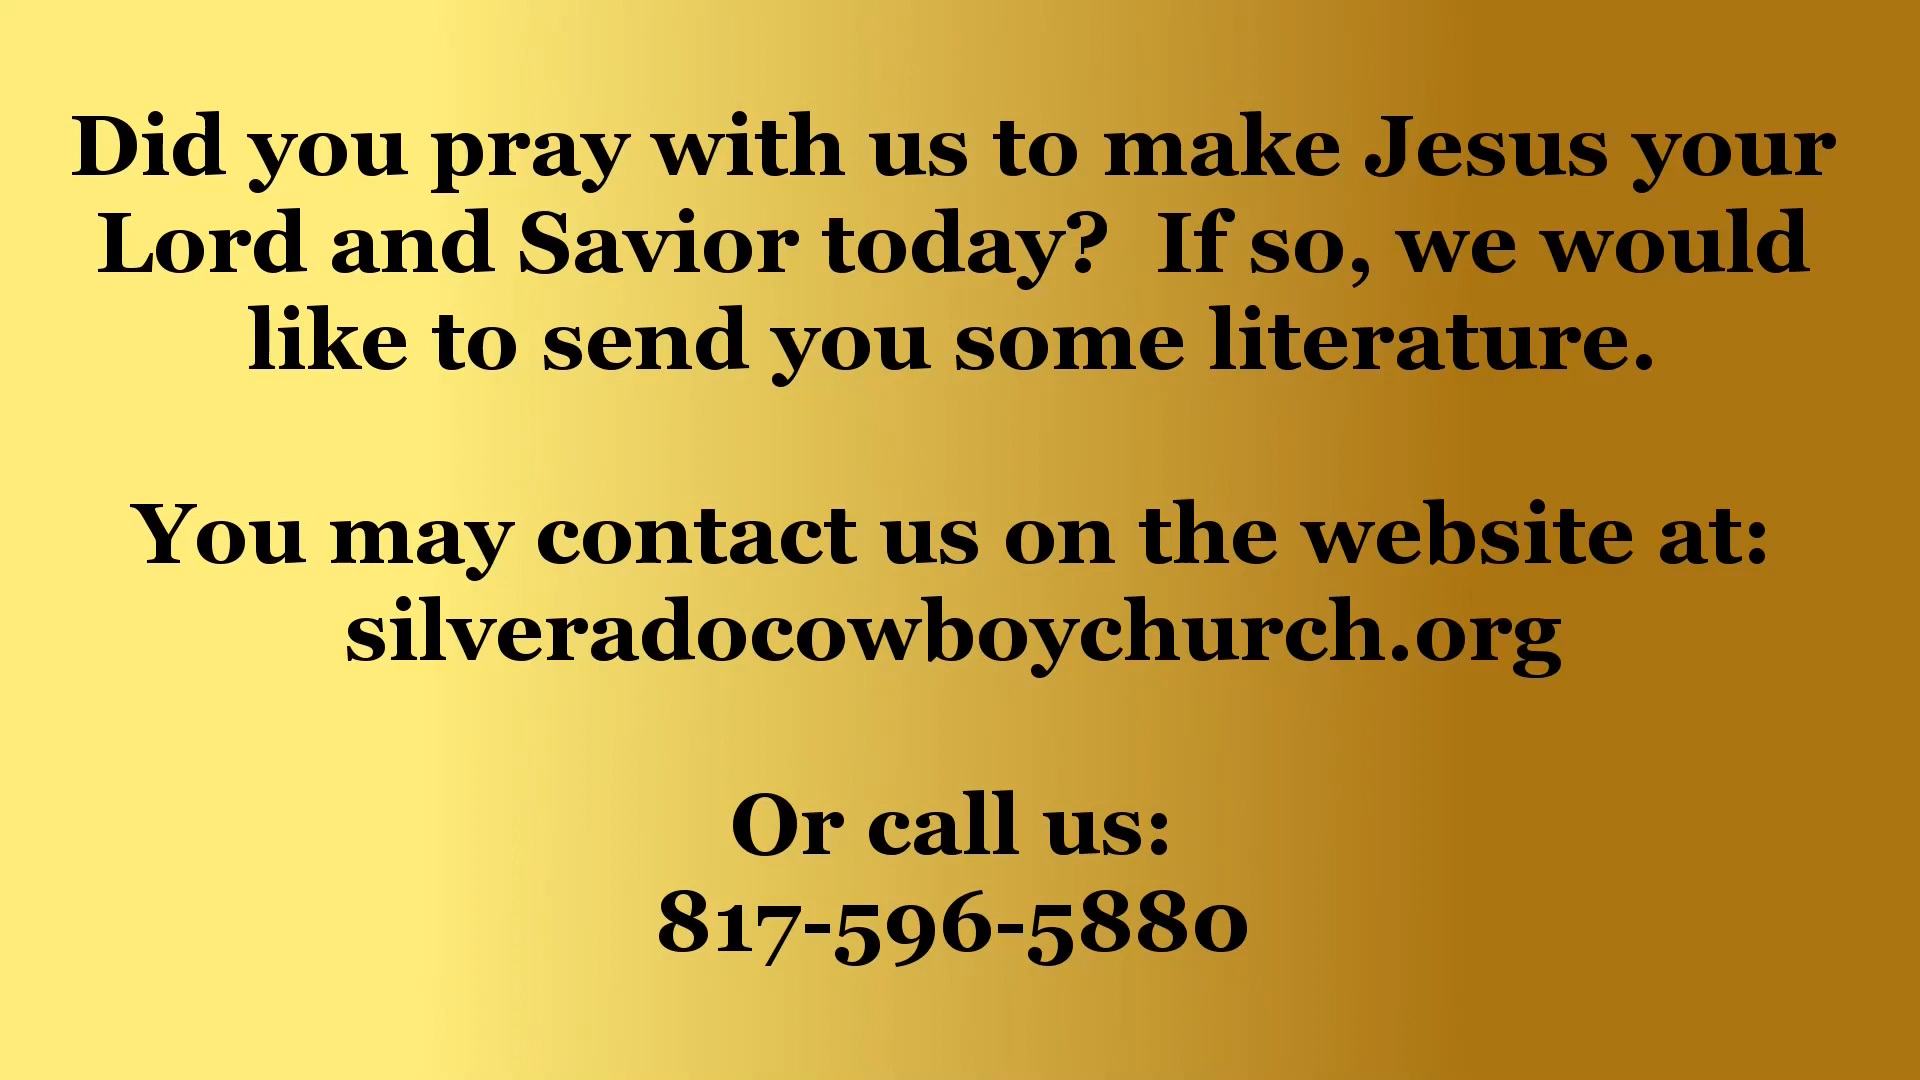 Did you pray with us to make Jesus your
Lord and Savior today?  If so, we would
like to send you some literature.
You may contact us on the website at:
silveradocowboychurch.org
Or call us:
817-596-5880